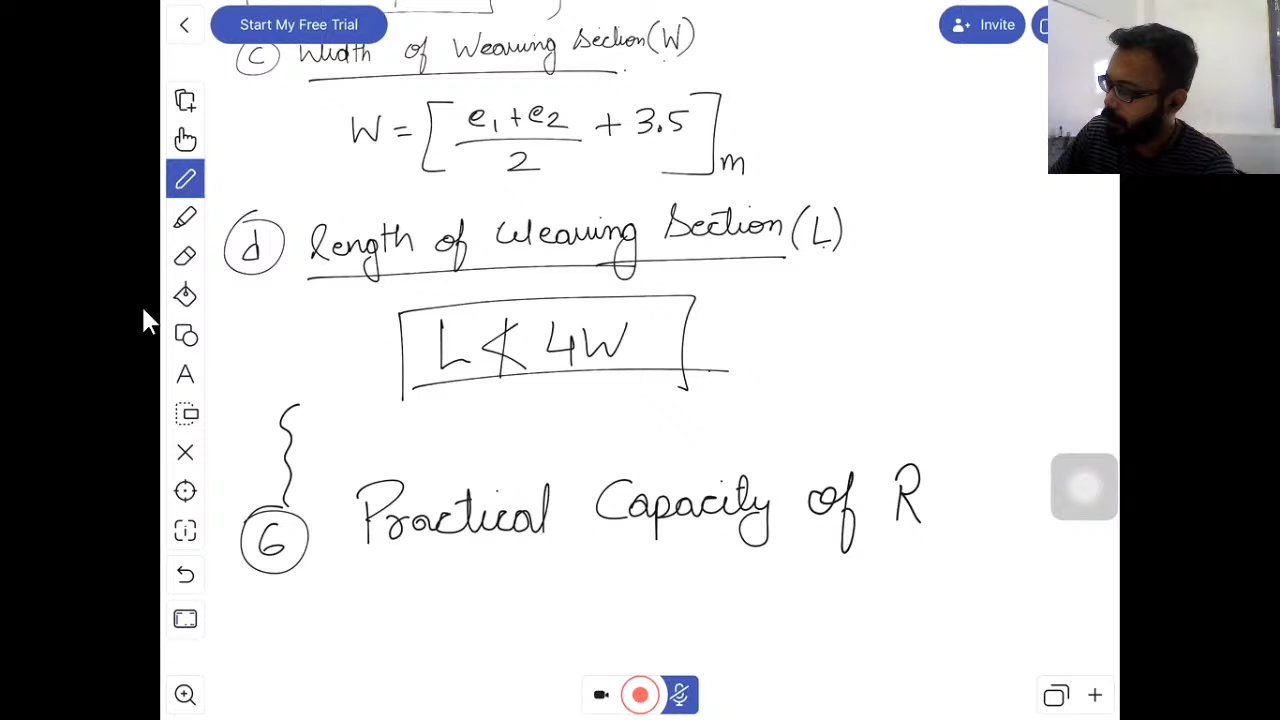 Start My Free Trial
Invite
(c) Width of Weaving Section (W)
W = [ (e1 + e2)/2 + 3.5 ] m
(d) Length of Weaving Section (L)
L ≮ 4W
(6) Practical Capacity of R